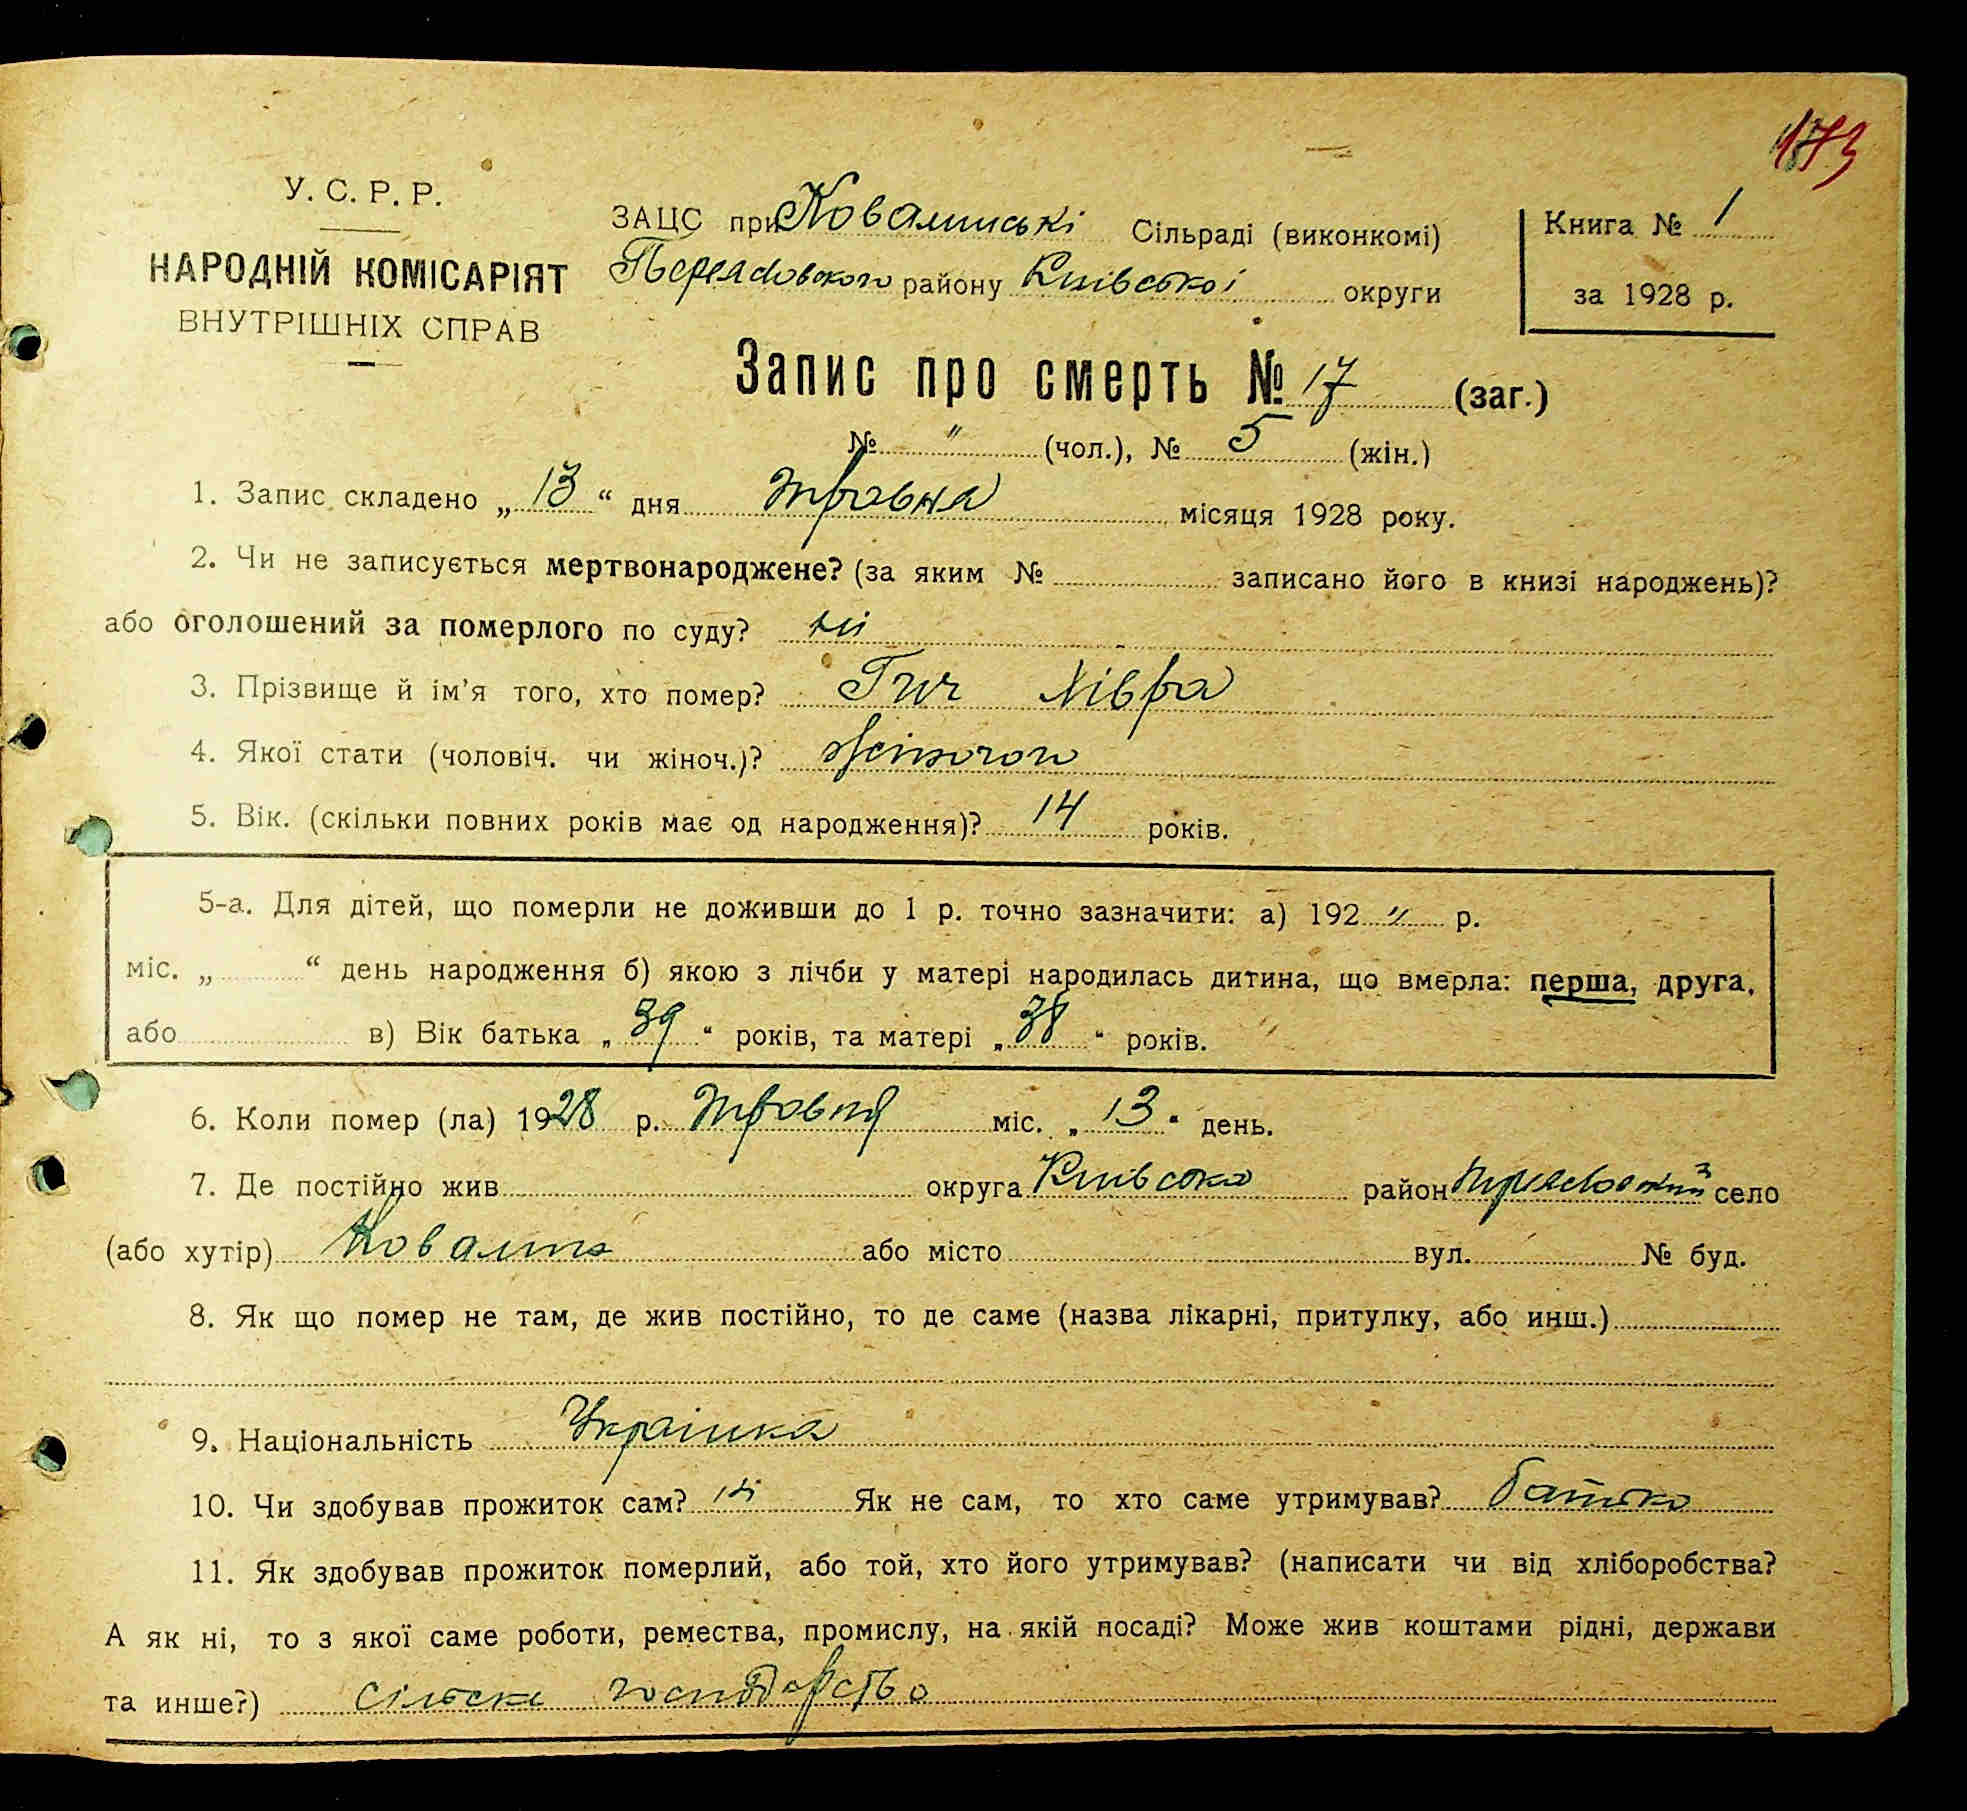 173
У. С. Р. Р.
НАРОДНІЙ КОМІСАРІЯТ
ВНУТРІШНІХ СПРАВ
ЗАЦС при Ковалинські Сільраді (виконкомі)
Переясловского району Київської округи
Книга № 1
за 1928 р.
Запис про смерть № 17 (заг.)
№ " (чол.), № 5 (жін.)
1. Запис складено „ 13 “ дня травня місяця 1928 року.
2. Чи не записується мертвонароджене? (за яким № записано його в книзі народжень)?
або оголошений за померлого по суду? ні
3. Прізвище й ім'я того, хто помер? Гич Хівря
4. Якої стати (чоловіч. чи жіноч.)? жіночого
5. Вік. (скільки повних років має од народження)? 14 років.
5-а. Для дітей, що померли не доживши до 1 р. точно зазначити: а) 192 " р.
міс. „ “ день народження б) якою з лічби у матері народилась дитина, що вмерла: перша, друга,
або в) Вік батька „ 39 “ років, та матері „ 38 “ років.
6. Коли помер (ла) 1928 р. травня міс. „ 13 “ день.
7. Де постійно жив округа Київська район село
(або хутір) Ковалин або місто вул. № буд.
8. Як що помер не там, де жив постійно, то де саме (назва лікарні, притулку, або инш.)
9. Національність Українка
10. Чи здобував прожиток сам? ні Як не сам, то хто саме утримував? батько
11. Як здобував прожиток померлий, або той, хто його утримував? (написати чи від хліборобства?
А як ні, то з якої саме роботи, ремества, промислу, на якій посаді? Може жив коштами рідні, держави
та инше?) сільське господарство